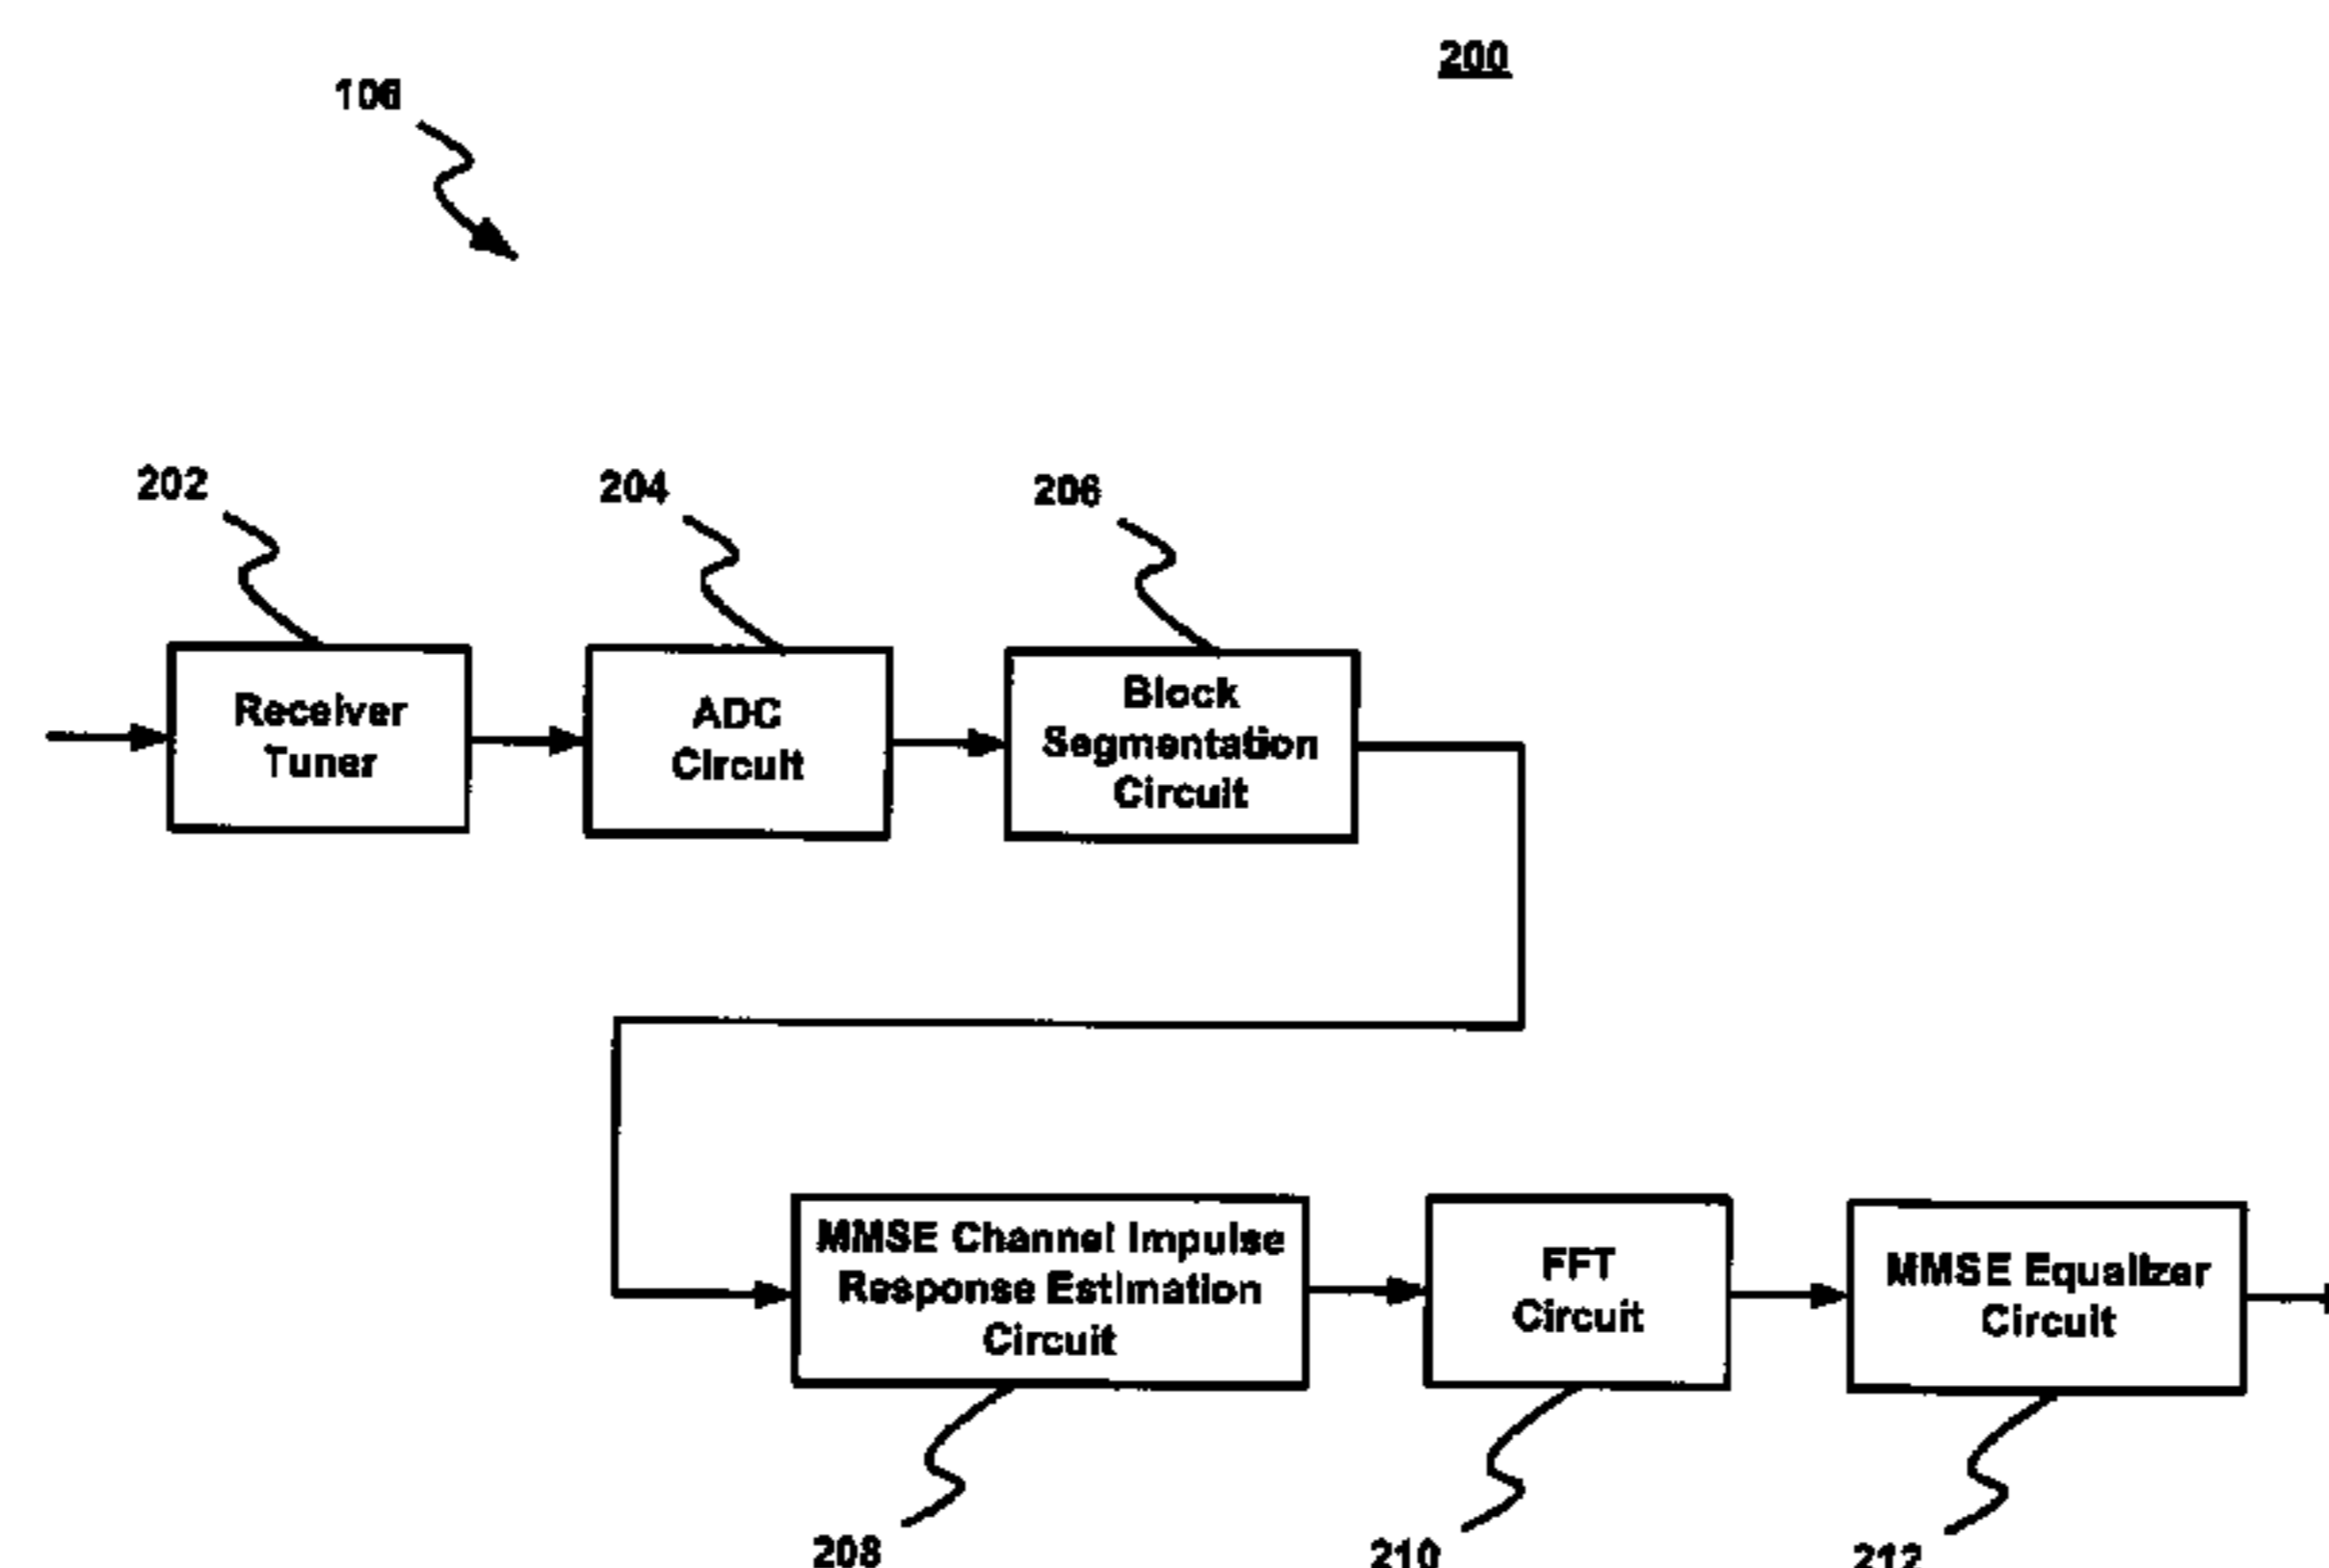 200
106
202
204
206
Receiver
Tuner
ADC
Circuit
Block
Segmentation
Circuit
MMSE Channel Impulse
Response Estimation
Circuit
FFT
Circuit
MMSE Equalizer
Circuit
208
210
212